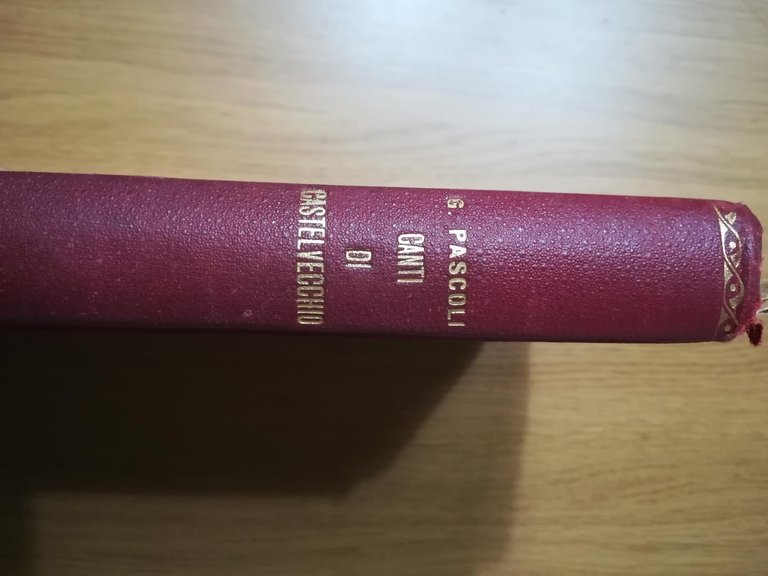 G. PASCOLI
CANTI
DI
CASTELVECCHIO